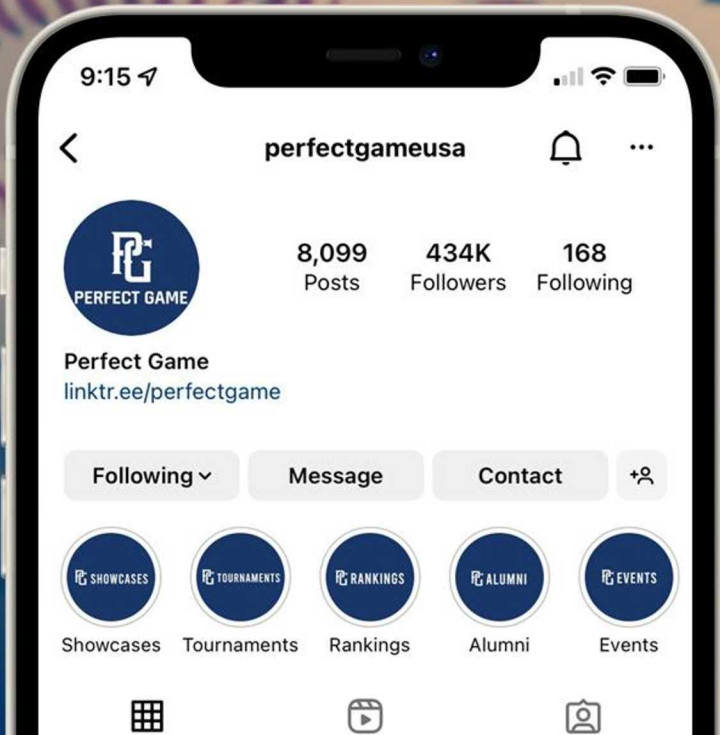 9:15
perfectgameusa
PG
PERFECT GAME
8,099 434K 168
Posts Followers Following
Perfect Game
linktr.ee/perfectgame
Following Message Contact
PG SHOWCASES PG TOURNAMENTS PG RANKINGS PG ALUMNI PG EVENTS
Showcases Tournaments Rankings Alumni Events